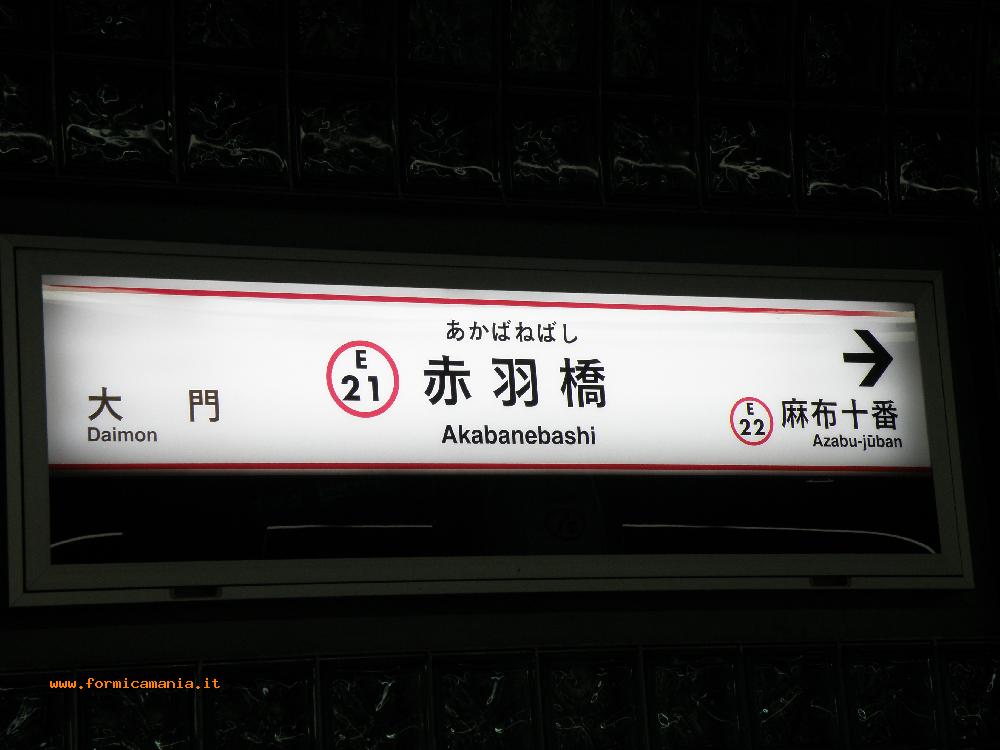 あかばねばし
E
21
赤羽橋
Akabanebashi
大 門
Daimon
E
22
麻布十番
Azabu-jūban
www.formicamania.it